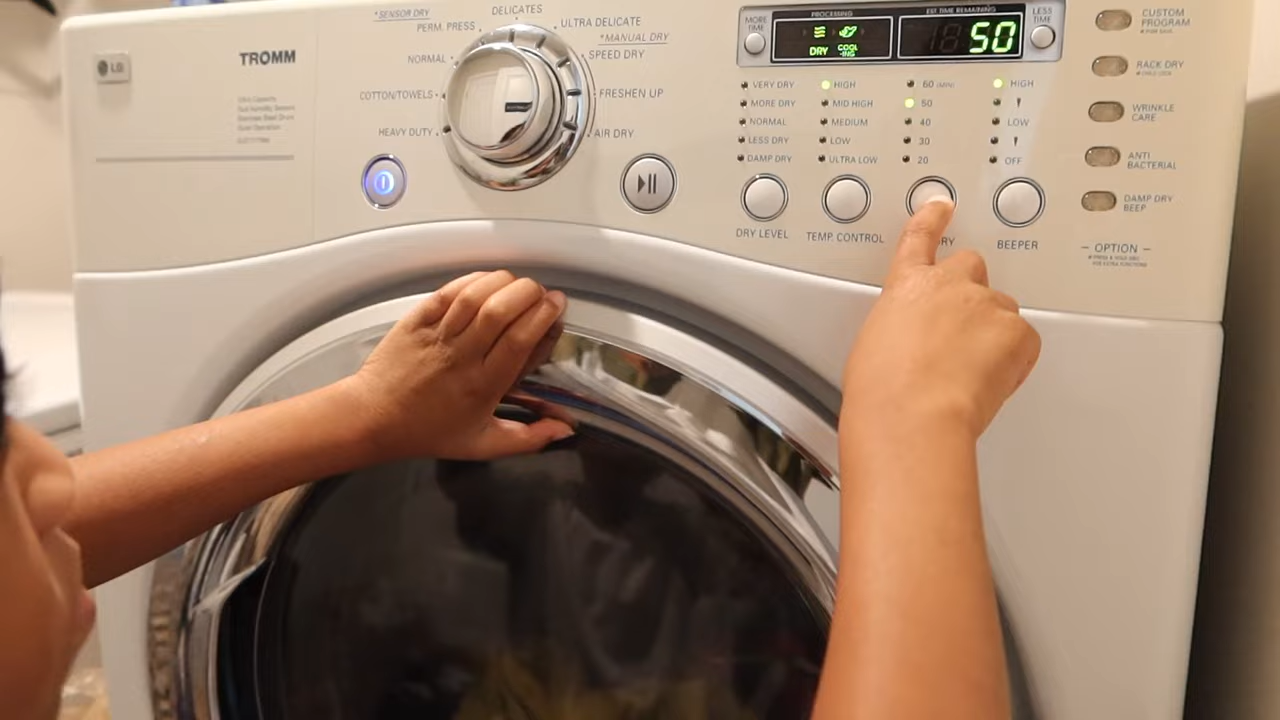 LG
TROMM
*SENSOR DRY
DELICATES
PERM. PRESS
ULTRA DELICATE
*MANUAL DRY
NORMAL
SPEED DRY
COTTON/TOWELS
FRESHEN UP
HEAVY DUTY
AIR DRY
MORE TIME
PROCESSING
DRY
COOL
-ING
EST. TIME REMAINING
50
LESS TIME
VERY DRY
MORE DRY
NORMAL
LESS DRY
DAMP DRY
DRY LEVEL
HIGH
MID HIGH
MEDIUM
LOW
ULTRA LOW
TEMP. CONTROL
60 (MIN)
50
40
30
20
RY
HIGH
LOW
OFF
BEEPER
CUSTOM
PROGRAM
RACK DRY
WRINKLE
CARE
ANTI
BACTERIAL
DAMP DRY
BEEP
- OPTION -